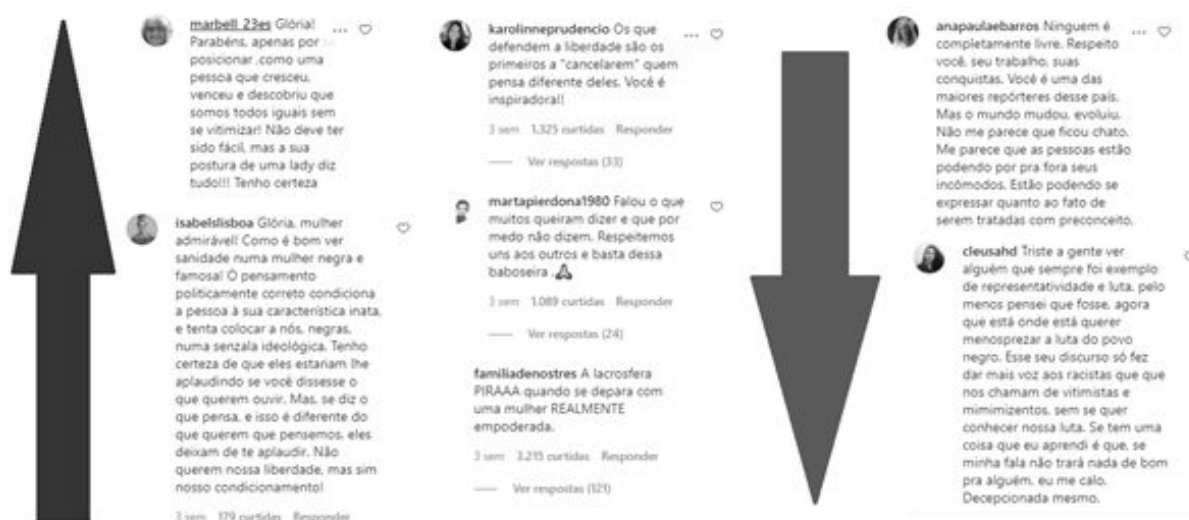 marbell_23es Glória!
Parabéns, apenas por se
posicionar ,como uma
pessoa que cresceu,
venceu e descobriu que
somos todos iguais sem
se vitimizar! Não deve ter
sido fácil, mas a sua
postura de uma lady diz
tudo!!! Tenho certeza
isabelslisboa Glória, mulher
admirável! Como é bom ver
sanidade numa mulher negra e
famosa! O pensamento
politicamente correto condiciona
a pessoa à sua característica inata,
e tenta colocar a nós, negras,
numa senzala ideológica. Tenho
certeza de que eles estariam lhe
aplaudindo se você dissesse o
que querem ouvir. Mas, se diz o
que pensa, e isso é diferente do
que querem que pensemos, eles
deixam de te aplaudir. Não
querem nossa liberdade, mas sim
nosso condicionamento!
3 sem 179 curtidas Responder
karolinneprudencio Os que
defendem a liberdade são os
primeiros a "cancelarem" quem
pensa diferente deles. Você é
inspiradora!!
3 sem 1.325 curtidas Responder
Ver respostas (33)
martapierdona1980 Falou o que
muitos queiram dizer e que por
medo não dizem. Respeitemos
uns aos outros e basta dessa
baboseira .🙏
3 sem 1.089 curtidas Responder
Ver respostas (24)
familiadenostres A lacrosfera
PIRAAA quando se depara com
uma mulher REALMENTE
empoderada.
3 sem 3.215 curtidas Responder
Ver respostas (121)
anapaulaebarros Ninguem é
completamente livre. Respeito
você, seu trabalho, suas
conquistas. Você é uma das
maiores repórteres desse país.
Mas o mundo mudou, evoluiu.
Não me parece que ficou chato.
Me parece que as pessoas estão
podendo por pra fora seus
incômodos. Estão podendo se
expressar quanto ao fato de
serem tratadas com preconceito.
cleusahd Triste a gente ver
alguém que sempre foi exemplo
de representatividade e luta, pelo
menos pensei que fosse, agora
que está onde está querer
menosprezar a luta do povo
negro. Esse seu discurso só fez
dar mais voz aos racistas que que
nos chamam de vitimistas e
mimimizentos, sem se quer
conhecer nossa luta. Se tem uma
coisa que eu aprendi é que, se
minha fala não trará nada de bom
pra alguém, eu me calo.
Decepcionada mesmo.